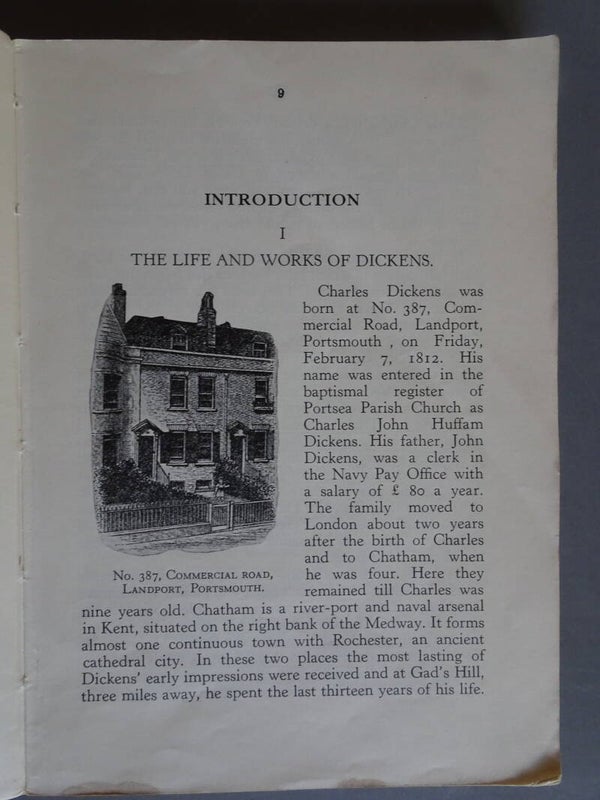 9
INTRODUCTION
I
THE LIFE AND WORKS OF DICKENS.
Charles Dickens was
born at No. 387, Com-
mercial Road, Landport,
Portsmouth , on Friday,
February 7, 1812. His
name was entered in the
baptismal register of
Portsea Parish Church as
Charles John Huffam
Dickens. His father, John
Dickens, was a clerk in
the Navy Pay Office with
a salary of £ 80 a year.
The family moved to
London about two years
after the birth of Charles
and to Chatham, when
he was four. Here they
remained till Charles was
No. 387, Commercial Road,
Landport, Portsmouth.
nine years old. Chatham is a river-port and naval arsenal
in Kent, situated on the right bank of the Medway. It forms
almost one continuous town with Rochester, an ancient
cathedral city. In these two places the most lasting of
Dickens' early impressions were received and at Gad's Hill,
three miles away, he spent the last thirteen years of his life.